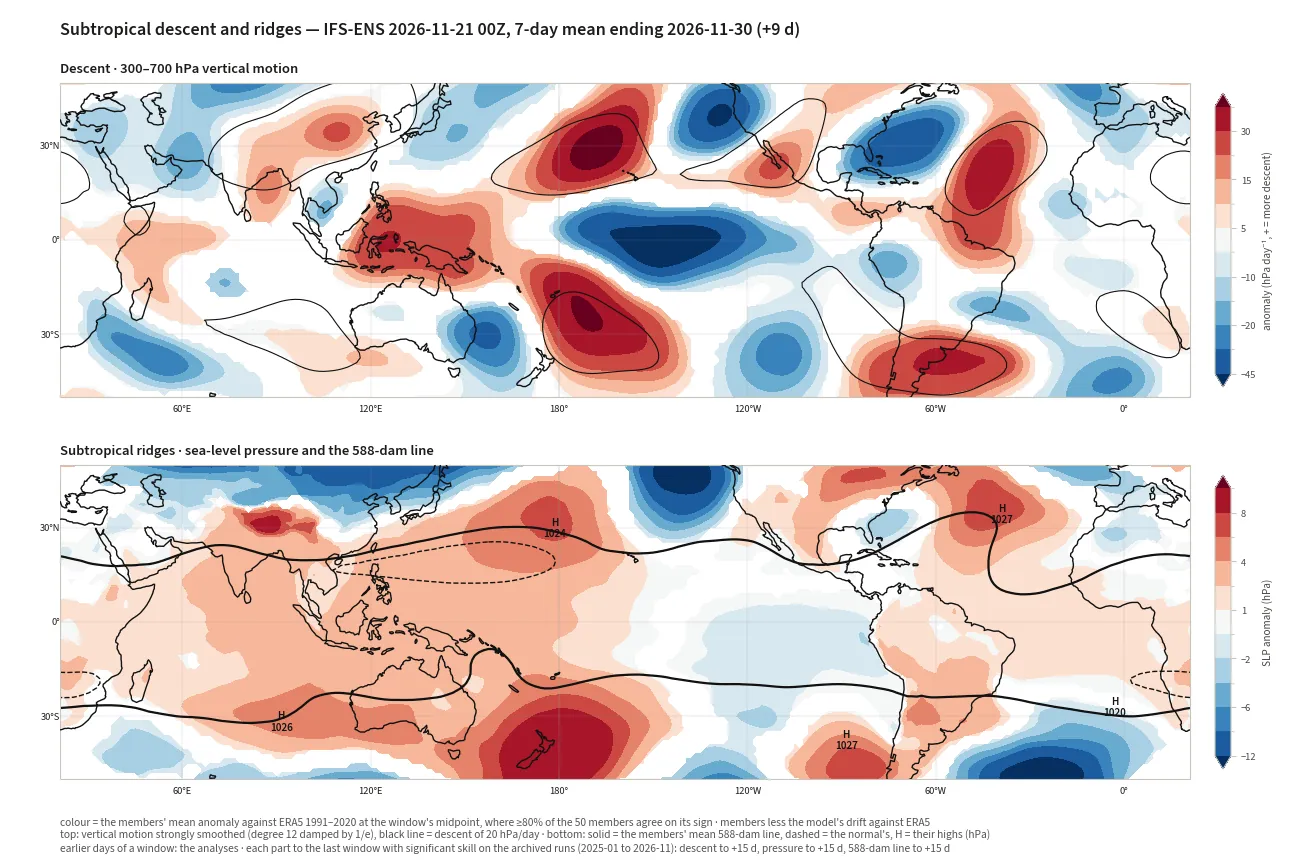 Subtropical descent and ridges — IFS-ENS 2026-11-21 00Z, 7-day mean ending 2026-11-30 (+9 d)
Descent · 300–700 hPa vertical motion
30°N
0°
30°S
60°E
120°E
180°
120°W
60°W
0°
30
15
5
−10
−20
−45
anomaly (hPa day⁻¹, + = more descent)
Subtropical ridges · sea-level pressure and the 588-dam line
30°N
0°
30°S
H
1024
H
1027
H
1026
H
1027
H
1020
60°E
120°E
180°
120°W
60°W
0°
8
4
1
−2
−6
−12
SLP anomaly (hPa)
colour = the members' mean anomaly against ERA5 1991–2020 at the window's midpoint, where ≥80% of the 50 members agree on its sign · members less the model's drift against ERA5
top: vertical motion strongly smoothed (degree 12 damped by 1/e), black line = descent of 20 hPa/day · bottom: solid = the members' mean 588-dam line, dashed = the normal's, H = their highs (hPa)
earlier days of a window: the analyses · each part to the last window with significant skill on the archived runs (2025-01 to 2026-11): descent to +15 d, pressure to +15 d, 588-dam line to +15 d